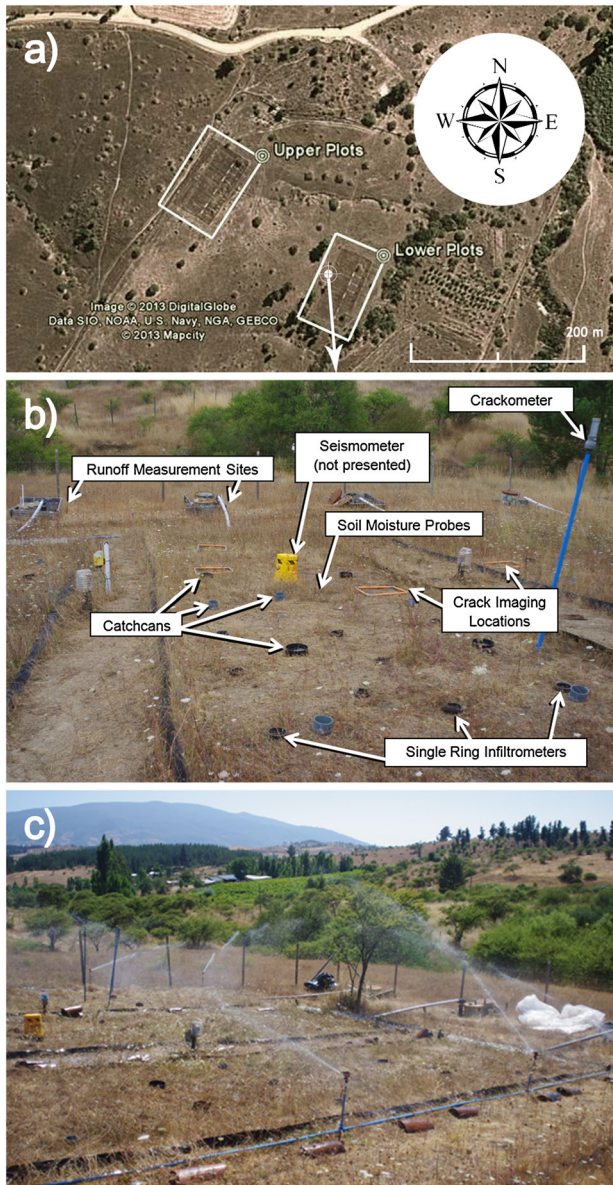 a)
N
W
E
S
Upper Plots
Lower Plots
Image © 2013 DigitalGlobe
Data SIO, NOAA, U.S. Navy, NGA, GEBCO
© 2013 Mapcity
200 m
b)
Crackometer
Seismometer
(not presented)
Runoff Measurement Sites
Soil Moisture Probes
Catchcans
Crack Imaging
Locations
Single Ring Infiltrometers
c)